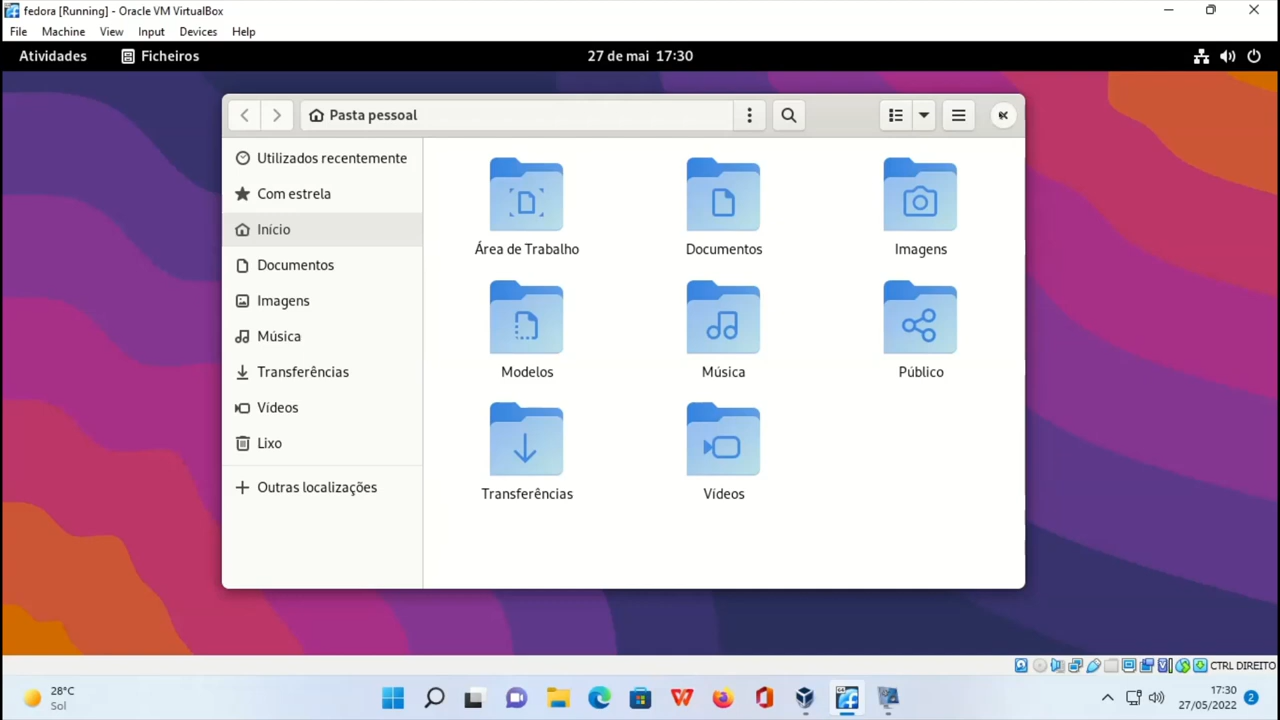 fedora [Running] - Oracle VM VirtualBox
File Machine View Input Devices Help
Atividades Ficheiros 27 de mai 17:30
Pasta pessoal
Utilizados recentemente
Com estrela
Início
Documentos
Imagens
Música
Transferências
Vídeos
Lixo
Outras localizações
Área de Trabalho Documentos Imagens
Modelos Música Público
Transferências Vídeos
CTRL DIREITO
28°C
Sol
17:30
27/05/2022
2